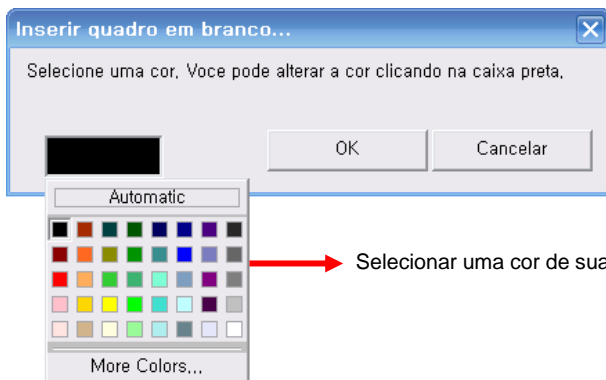 Inserir quadro em branco...
Selecione uma cor, Voce pode alterar a cor clicando na caixa preta,
OK
Cancelar
Automatic
Selecionar uma cor de sua
More Colors,,,